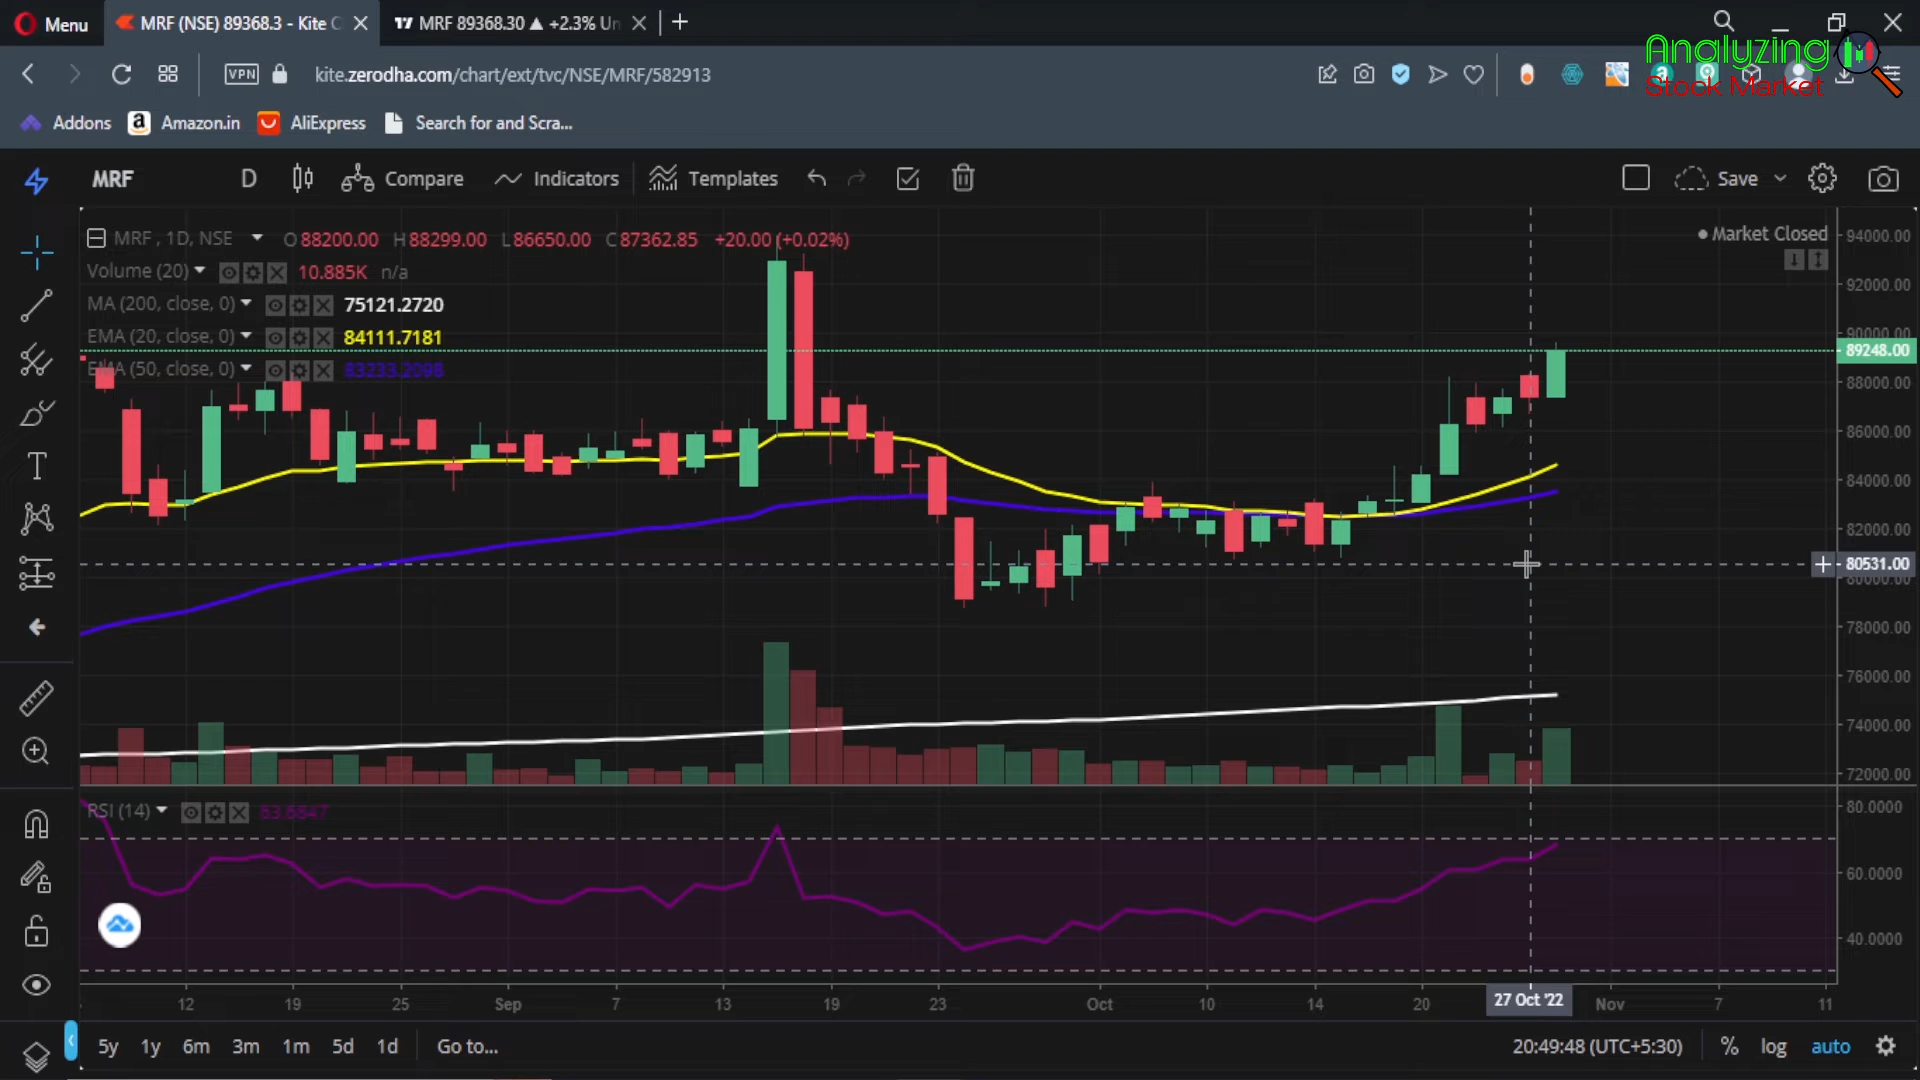 Menu
MRF (NSE) 89368.3 - Kite C
MRF 89368.30 ▲ +2.3% Un
Analyzing
Stock Market
VPN
kite.zerodha.com/chart/ext/tvc/NSE/MRF/582913
Addons
Amazon.in
AliExpress
Search for and Scra...
MRF
D
Compare
Indicators
Templates
Save
MRF , 1D, NSE
O 88200.00 H 88299.00 L 86650.00 C 87362.85 +20.00 (+0.02%)
Market Closed
Volume (20)
10.885K n/a
MA (200, close, 0)
75121.2720
EMA (20, close, 0)
84111.7181
EMA (50, close, 0)
83233.2098
94000.00
92000.00
90000.00
89248.00
88000.00
86000.00
84000.00
82000.00
80531.00
80000.00
78000.00
76000.00
74000.00
72000.00
RSI (14)
80.0000
60.0000
40.0000
12
19
25
Sep
7
13
19
23
Oct
10
14
20
27 Oct '22
Nov
7
11
5y
1y
6m
3m
1m
5d
1d
Go to...
20:49:48 (UTC+5:30)
%
log
auto